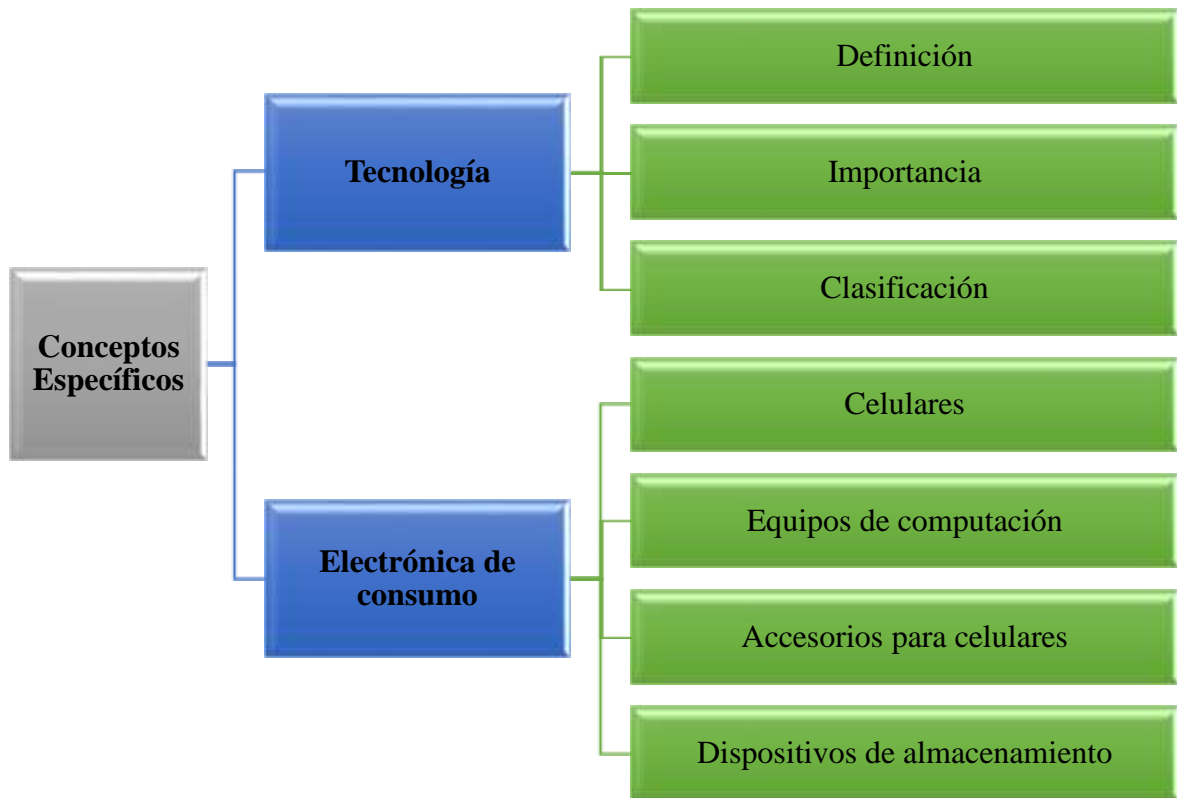 Conceptos
Específicos
Tecnología
Definición
Importancia
Clasificación
Electrónica de
consumo
Celulares
Equipos de computación
Accesorios para celulares
Dispositivos de almacenamiento